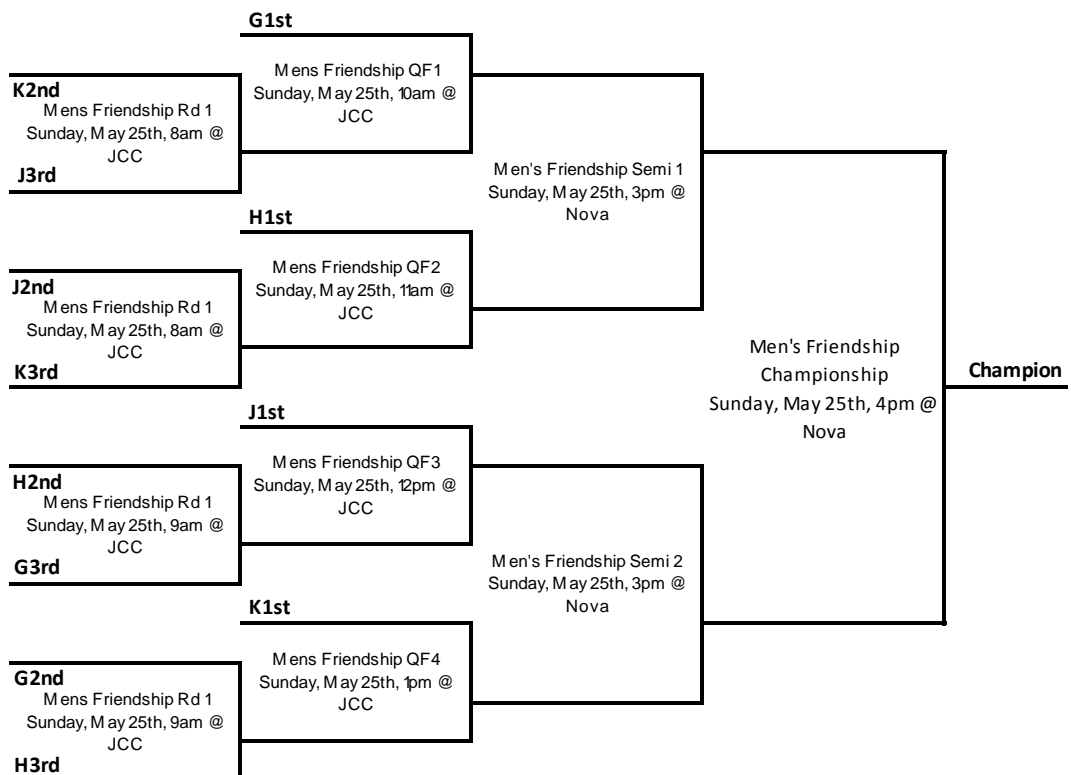 G1st
Mens Friendship QF1
Sunday, May 25th, 10am @
JCC
K2nd
Mens Friendship Rd 1
Sunday, May 25th, 8am @
JCC
J3rd
Men's Friendship Semi 1
Sunday, May 25th, 3pm @
Nova
H1st
Mens Friendship QF2
Sunday, May 25th, 11am @
JCC
J2nd
Mens Friendship Rd 1
Sunday, May 25th, 8am @
JCC
K3rd
Men's Friendship
Championship
Sunday, May 25th, 4pm @
Nova
Champion
J1st
Mens Friendship QF3
Sunday, May 25th, 12pm @
JCC
H2nd
Mens Friendship Rd 1
Sunday, May 25th, 9am @
JCC
G3rd
Men's Friendship Semi 2
Sunday, May 25th, 3pm @
Nova
K1st
Mens Friendship QF4
Sunday, May 25th, 1pm @
JCC
G2nd
Mens Friendship Rd 1
Sunday, May 25th, 9am @
JCC
H3rd